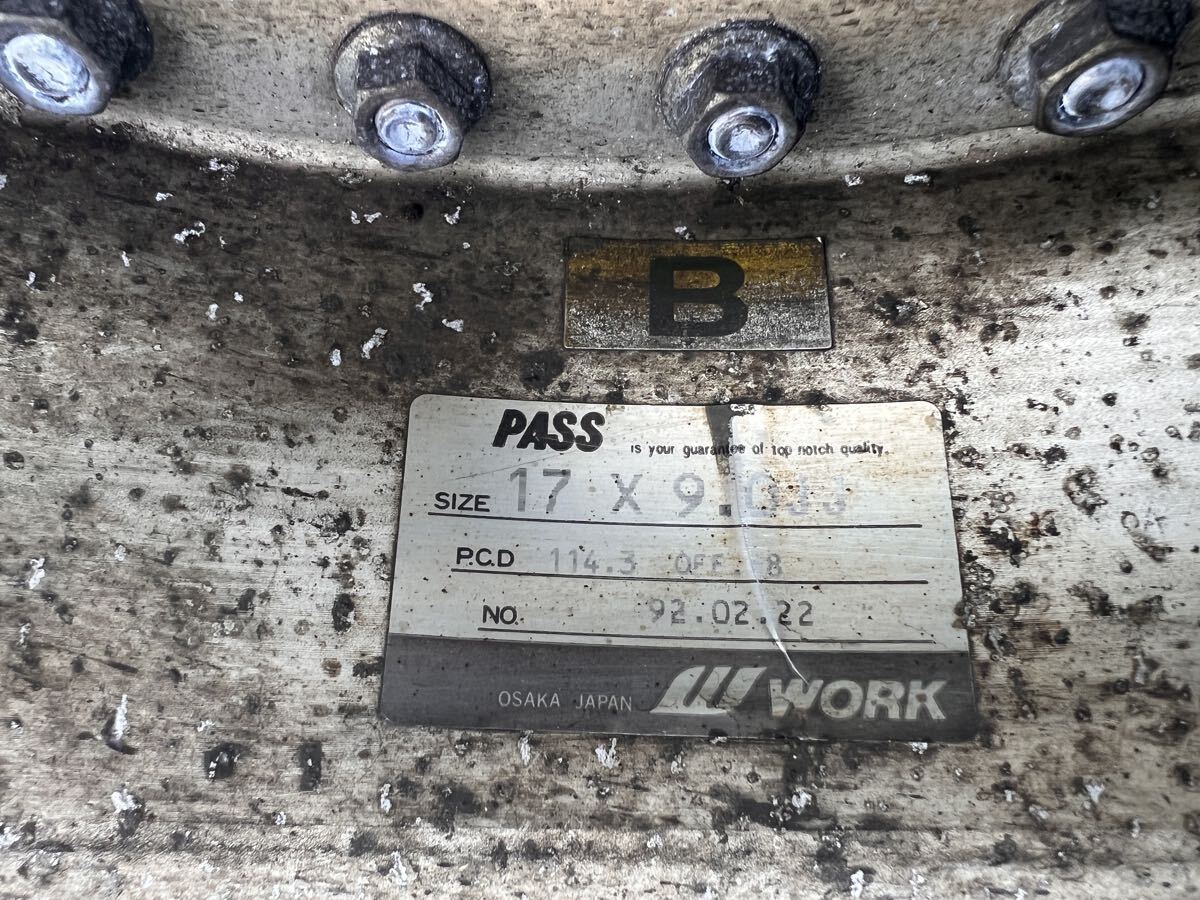 B
PASS is your guarantee of top notch quality.
SIZE 17 X 9.0JJ
P.C.D 114.3 OFF 8
NO. 92.02.22
OSAKA JAPAN WORK